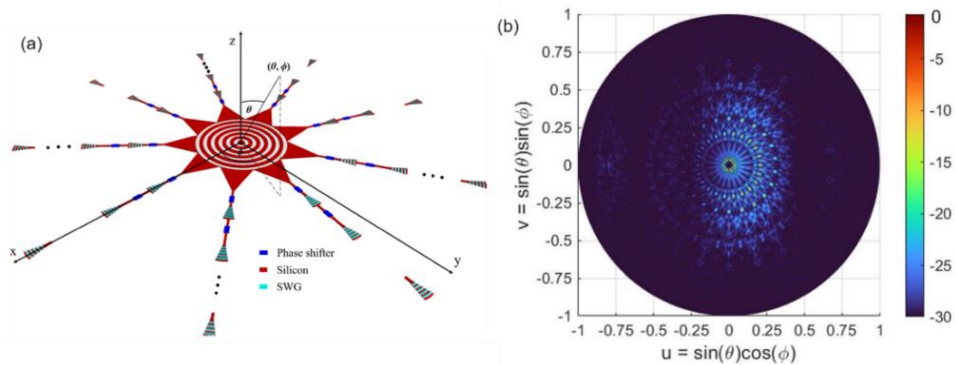 (a)
z
(θ, ϕ)
θ
x
y
Phase shifter
Silicon
SWG
(b)
v = sin(θ)sin(ϕ)
1
0.75
0.5
0.25
0
-0.25
-0.5
-0.75
-1
-1 -0.75 -0.5 -0.25 0 0.25 0.5 0.75 1
u = sin(θ)cos(ϕ)
0
-5
-10
-15
-20
-25
-30